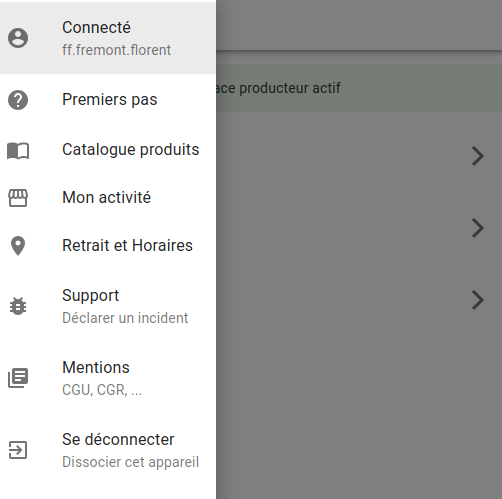 Connecté
ff.fremont.florent
ace producteur actif
Premiers pas
Catalogue produits
Mon activité
Retrait et Horaires
Support
Déclarer un incident
Mentions
CGU, CGR, ...
Se déconnecter
Dissocier cet appareil